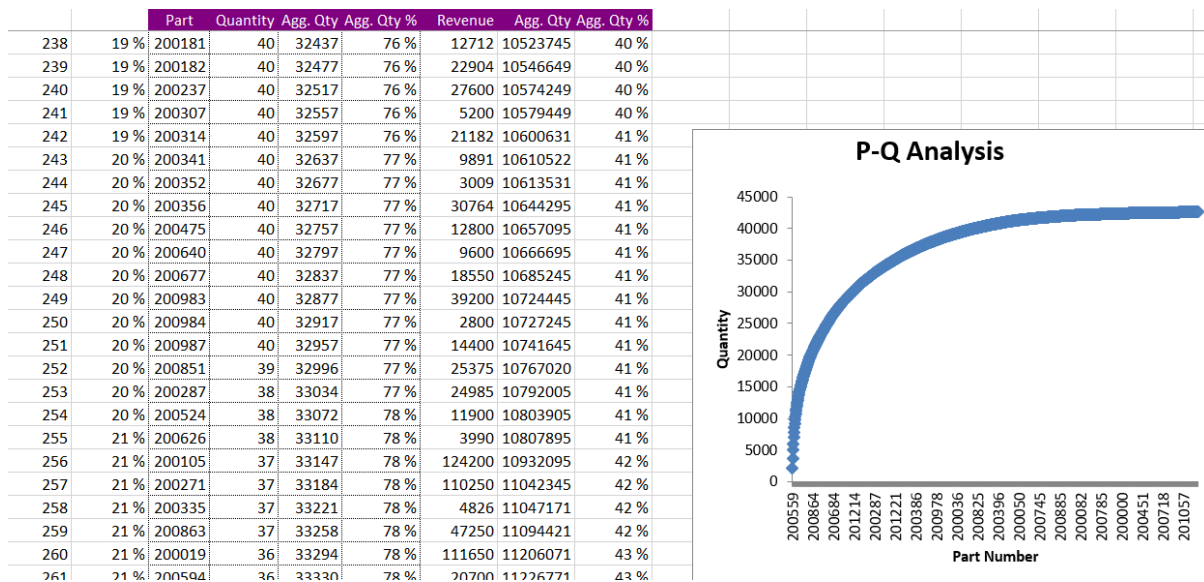 Part Quantity Agg. Qty Agg. Qty % Revenue Agg. Qty Agg. Qty %
238 19 % 200181 40 32437 76 % 12712 10523745 40 %
239 19 % 200182 40 32477 76 % 22904 10546649 40 %
240 19 % 200237 40 32517 76 % 27600 10574249 40 %
241 19 % 200307 40 32557 76 % 5200 10579449 40 %
242 19 % 200314 40 32597 76 % 21182 10600631 41 %
243 20 % 200341 40 32637 77 % 9891 10610522 41 %
244 20 % 200352 40 32677 77 % 3009 10613531 41 %
245 20 % 200356 40 32717 77 % 30764 10644295 41 %
246 20 % 200475 40 32757 77 % 12800 10657095 41 %
247 20 % 200640 40 32797 77 % 9600 10666695 41 %
248 20 % 200677 40 32837 77 % 18550 10685245 41 %
249 20 % 200983 40 32877 77 % 39200 10724445 41 %
250 20 % 200984 40 32917 77 % 2800 10727245 41 %
251 20 % 200987 40 32957 77 % 14400 10741645 41 %
252 20 % 200851 39 32996 77 % 25375 10767020 41 %
253 20 % 200287 38 33034 77 % 24985 10792005 41 %
254 20 % 200524 38 33072 78 % 11900 10803905 41 %
255 21 % 200626 38 33110 78 % 3990 10807895 41 %
256 21 % 200105 37 33147 78 % 124200 10932095 42 %
257 21 % 200271 37 33184 78 % 110250 11042345 42 %
258 21 % 200335 37 33221 78 % 4826 11047171 42 %
259 21 % 200863 37 33258 78 % 47250 11094421 42 %
260 21 % 200019 36 33294 78 % 111650 11206071 43 %
261 21 % 200594 36 33330 78 % 20700 11226771 43 %
P-Q Analysis
45000
40000
35000
30000
25000
20000
15000
10000
5000
0
Quantity
200559
200864
200684
201214
200287
201221
200386
200978
200036
200825
200396
200050
200745
200885
200082
200785
200000
200451
200718
201057
Part Number